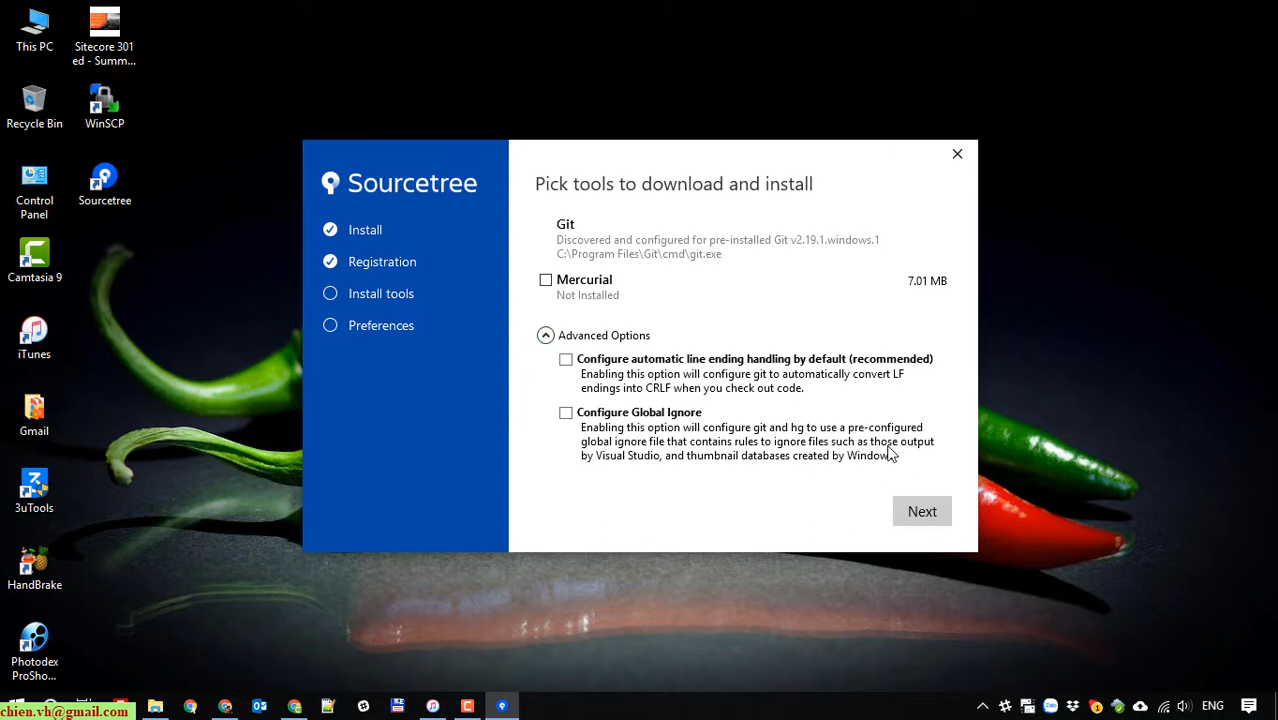 This PC
Sitecore 301
ed - Summ...
Recycle Bin
WinSCP
Control
Panel
Sourcetree
Camtasia 9
iTunes
Gmail
3uTools
HandBrake
Photodex
ProSho...
Sourcetree
Install
Registration
Install tools
Preferences
Pick tools to download and install
Git
Discovered and configured for pre-installed Git v2.19.1.windows.1
C:\Program Files\Git\cmd\git.exe
Mercurial
7.01 MB
Not Installed
Advanced Options
Configure automatic line ending handling by default (recommended)
Enabling this option will configure git to automatically convert LF
endings into CRLF when you check out code.
Configure Global Ignore
Enabling this option will configure git and hg to use a pre-configured
global ignore file that contains rules to ignore files such as those output
by Visual Studio, and thumbnail databases created by Window
Next
chien.vh@gmail.com
Zalo
ENG